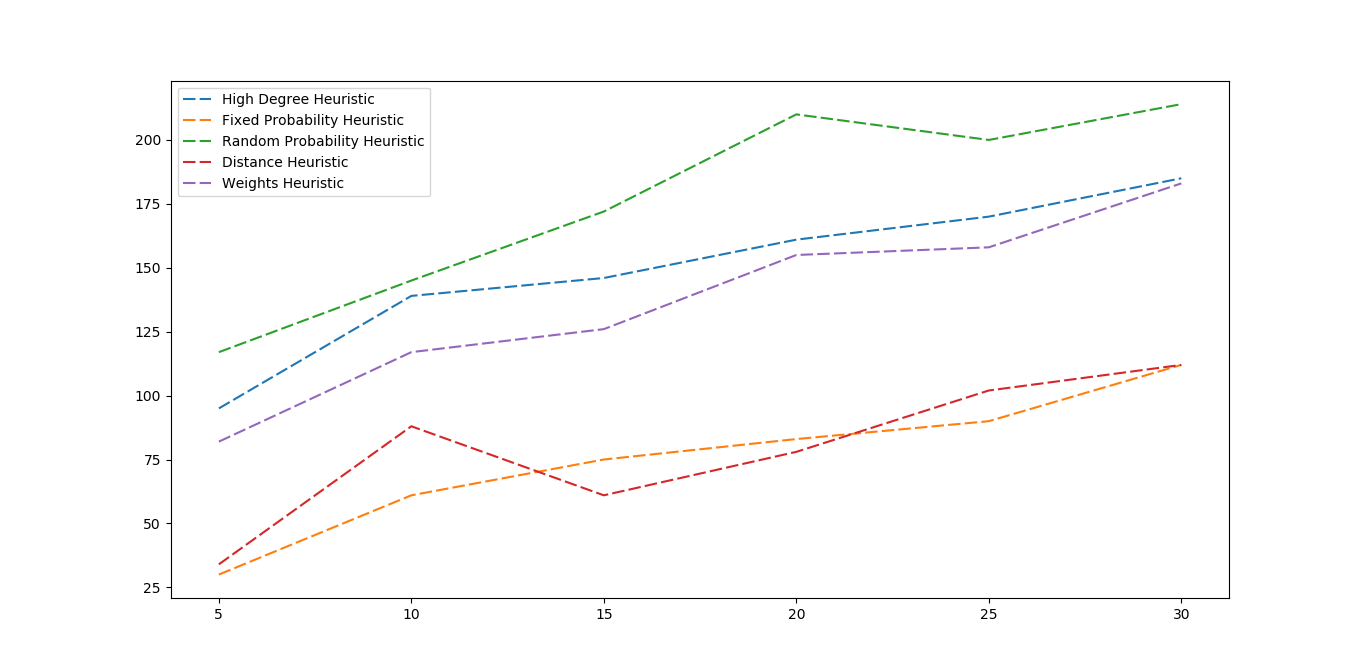 High Degree Heuristic
Fixed Probability Heuristic
Random Probability Heuristic
Distance Heuristic
Weights Heuristic
200
175
150
125
100
75
50
25
5 10 15 20 25 30